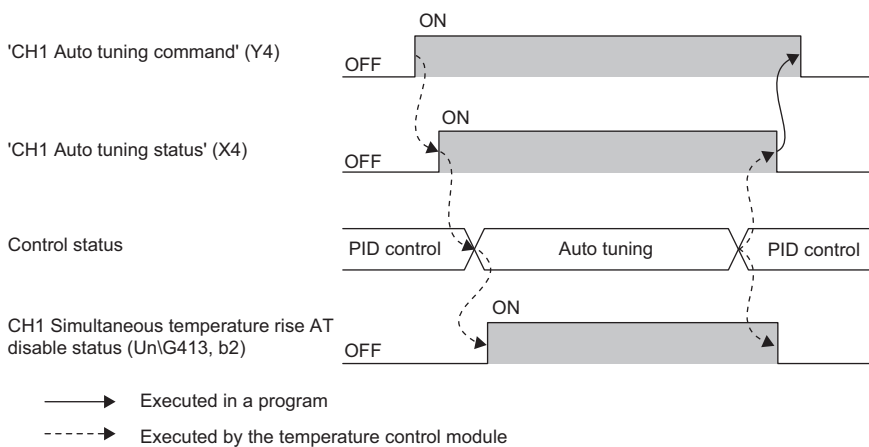 ON
'CH1 Auto tuning command' (Y4)
OFF
ON
'CH1 Auto tuning status' (X4)
OFF
Control status
PID control
Auto tuning
PID control
ON
CH1 Simultaneous temperature rise AT
disable status (Un\G413, b2)
OFF
Executed in a program
Executed by the temperature control module